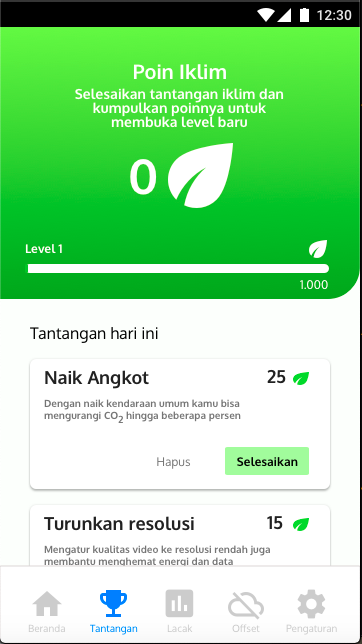 12:30
Poin Iklim
Selesaikan tantangan iklim dan
kumpulkan poinnya untuk
membuka level baru
0
Level 1
1.000
Tantangan hari ini
Naik Angkot 25
Dengan naik kendaraan umum kamu bisa
mengurangi CO2 hingga beberapa persen
Hapus Selesaikan
Turunkan resolusi 15
Mengatur kualitas video ke resolusi rendah juga
membantu menghemat energi dan data
Beranda Tantangan Lacak Offset Pengaturan